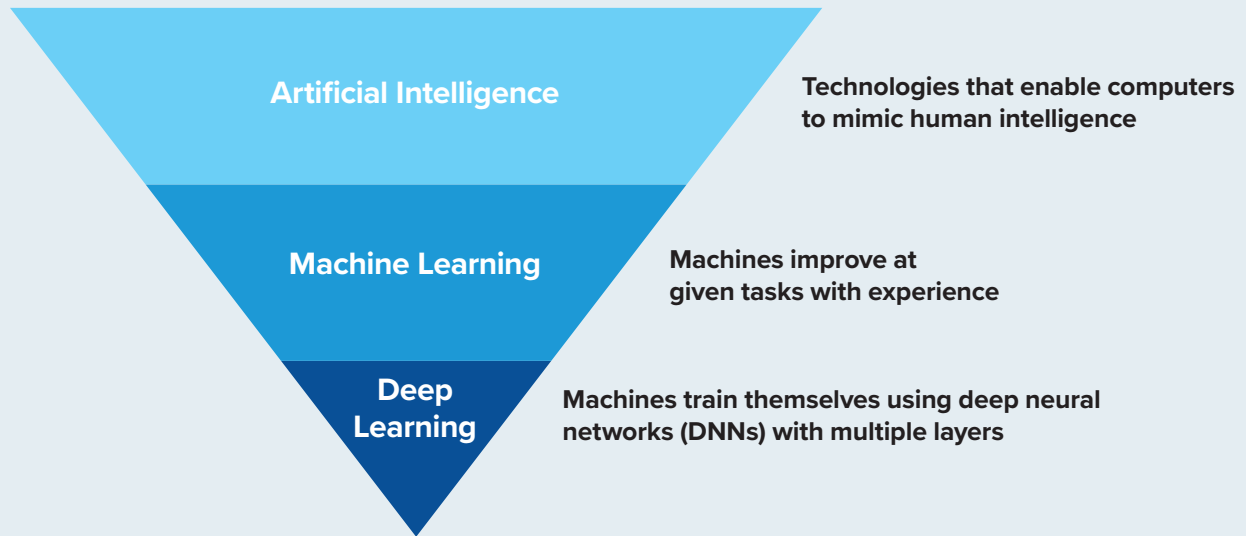 Artificial Intelligence
Technologies that enable computers
to mimic human intelligence
Machine Learning
Machines improve at
given tasks with experience
Deep
Learning
Machines train themselves using deep neural
networks (DNNs) with multiple layers